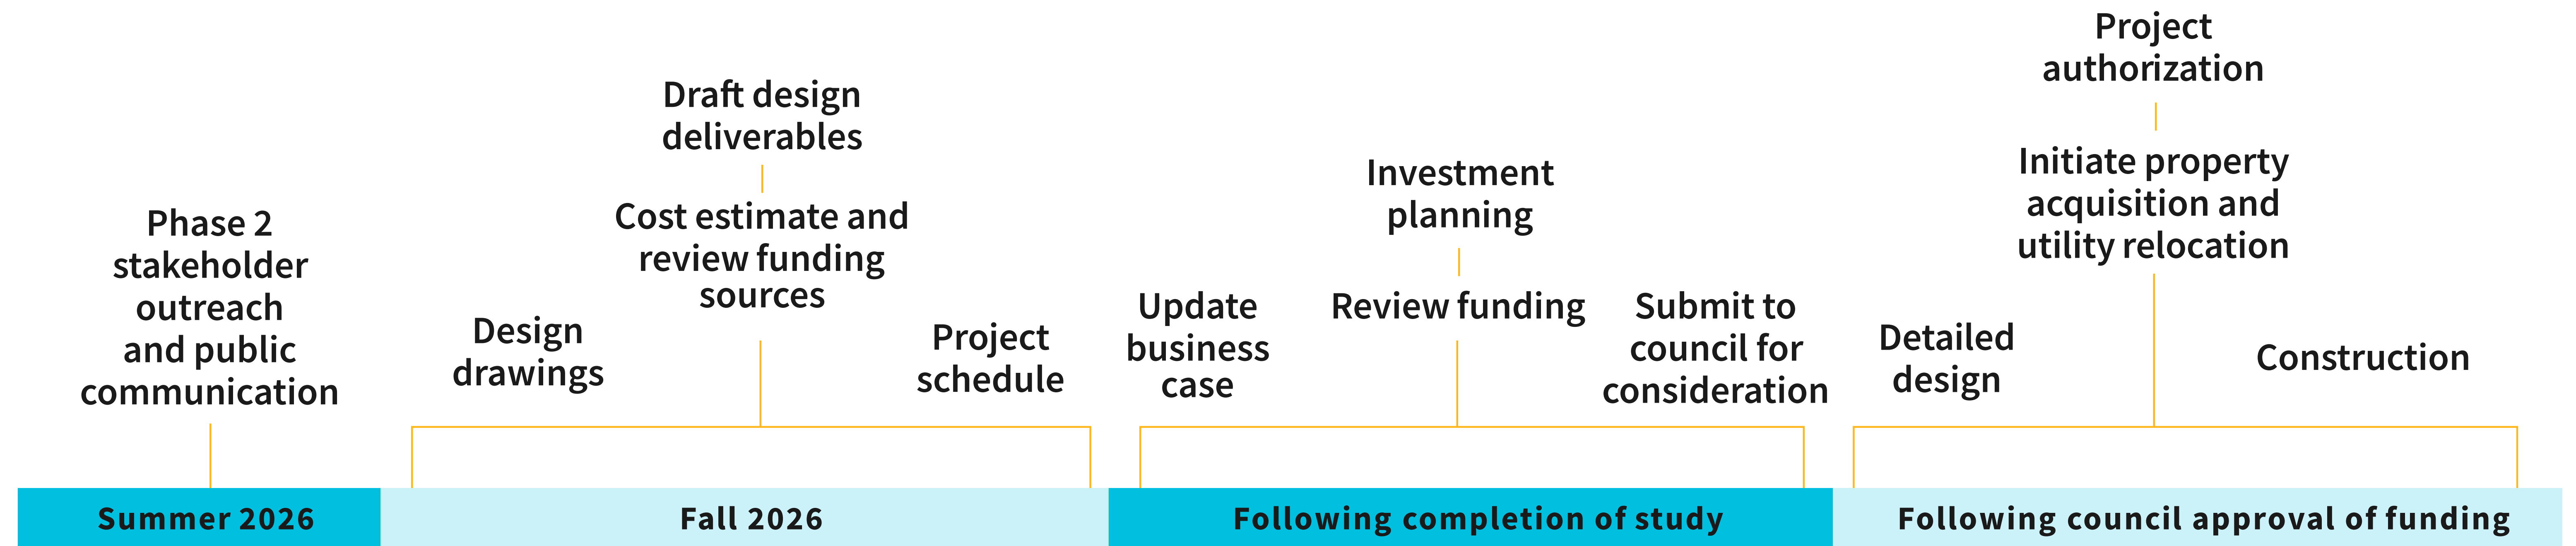 Phase 2
stakeholder
outreach
and public
communication
Design
drawings
Draft design
deliverables
Cost estimate and
review funding
sources
Project
schedule
Update
business
case
Investment
planning
Review funding
Submit to
council for
consideration
Detailed
design
Project
authorization
Initiate property
acquisition and
utility relocation
Construction
Summer 2026
Fall 2026
Following completion of study
Following council approval of funding